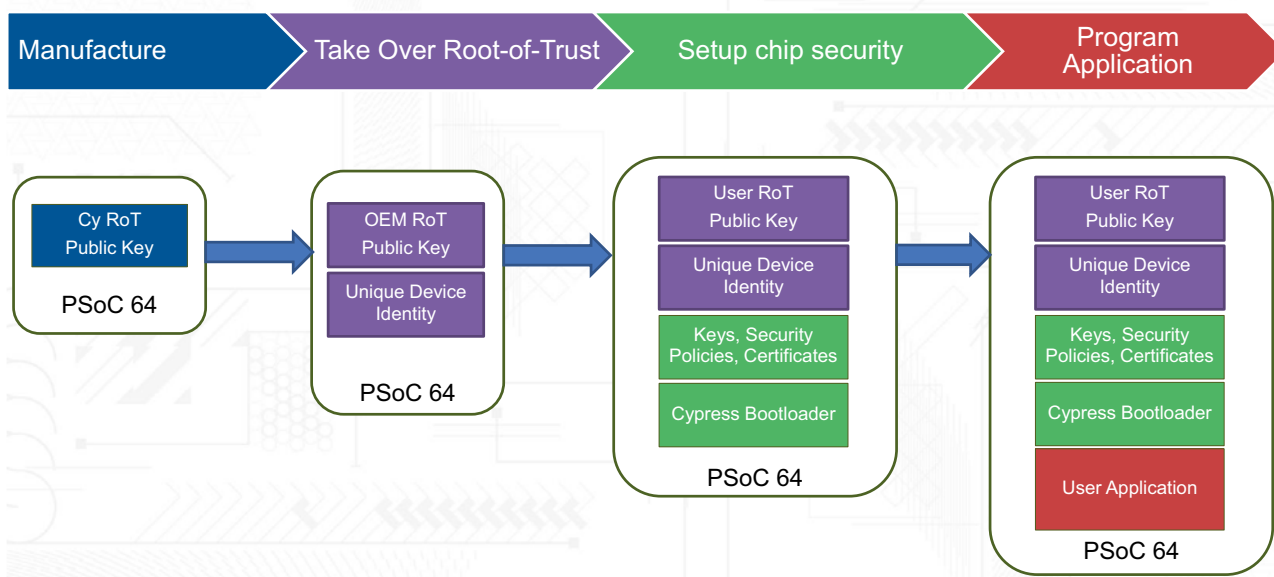 Manufacture
Take Over Root-of-Trust
Setup chip security
Program
Application
Cy RoT
Public Key
PSoC 64
OEM RoT
Public Key
Unique Device
Identity
PSoC 64
User RoT
Public Key
Unique Device
Identity
Keys, Security
Policies, Certificates
Cypress Bootloader
PSoC 64
User RoT
Public Key
Unique Device
Identity
Keys, Security
Policies, Certificates
Cypress Bootloader
User Application
PSoC 64